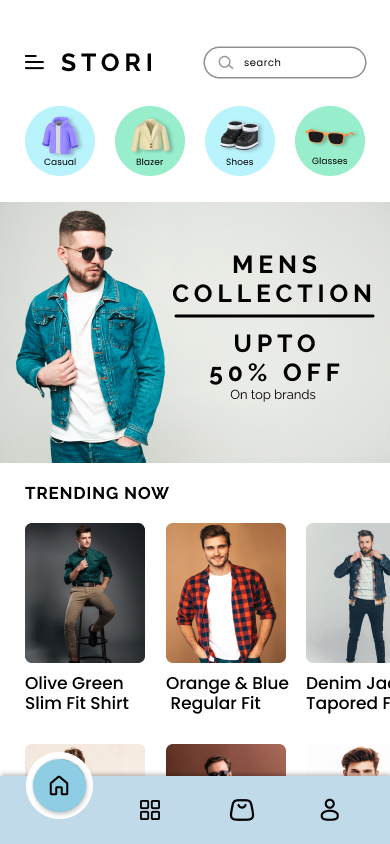 STORI
search
Casual
Blazer
Shoes
Glasses
MENS
COLLECTION
UPTO
50% OFF
On top brands
TRENDING NOW
Olive Green
Slim Fit Shirt
Orange & Blue
Regular Fit
Denim Jac
Tapored F